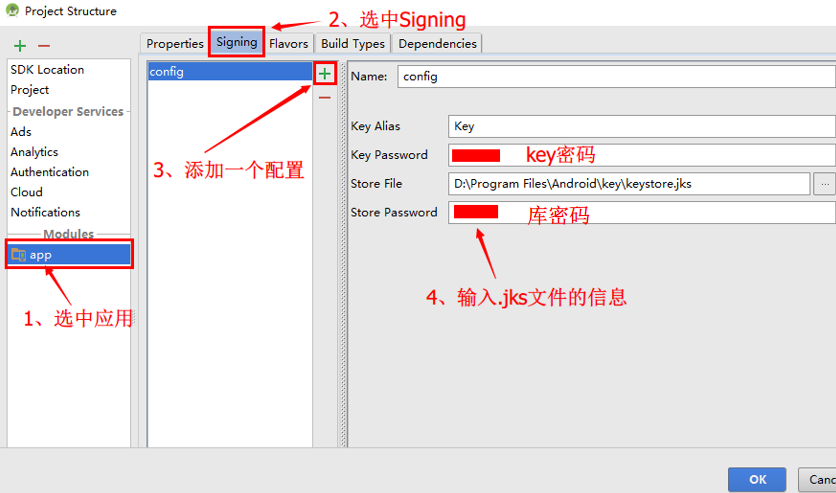 Project Structure
2、选中Signing
Properties
Signing
Flavors
Build Types
Dependencies
SDK Location
Project
Developer Services
Ads
Analytics
Authentication
Cloud
Notifications
Modules
app
1、选中应用
config
3、添加一个配置
Name:
config
Key Alias
Key
Key Password
key密码
Store File
D:\Program Files\Android\key\keystore.jks
...
Store Password
库密码
4、输入.jks文件的信息
OK
Canc